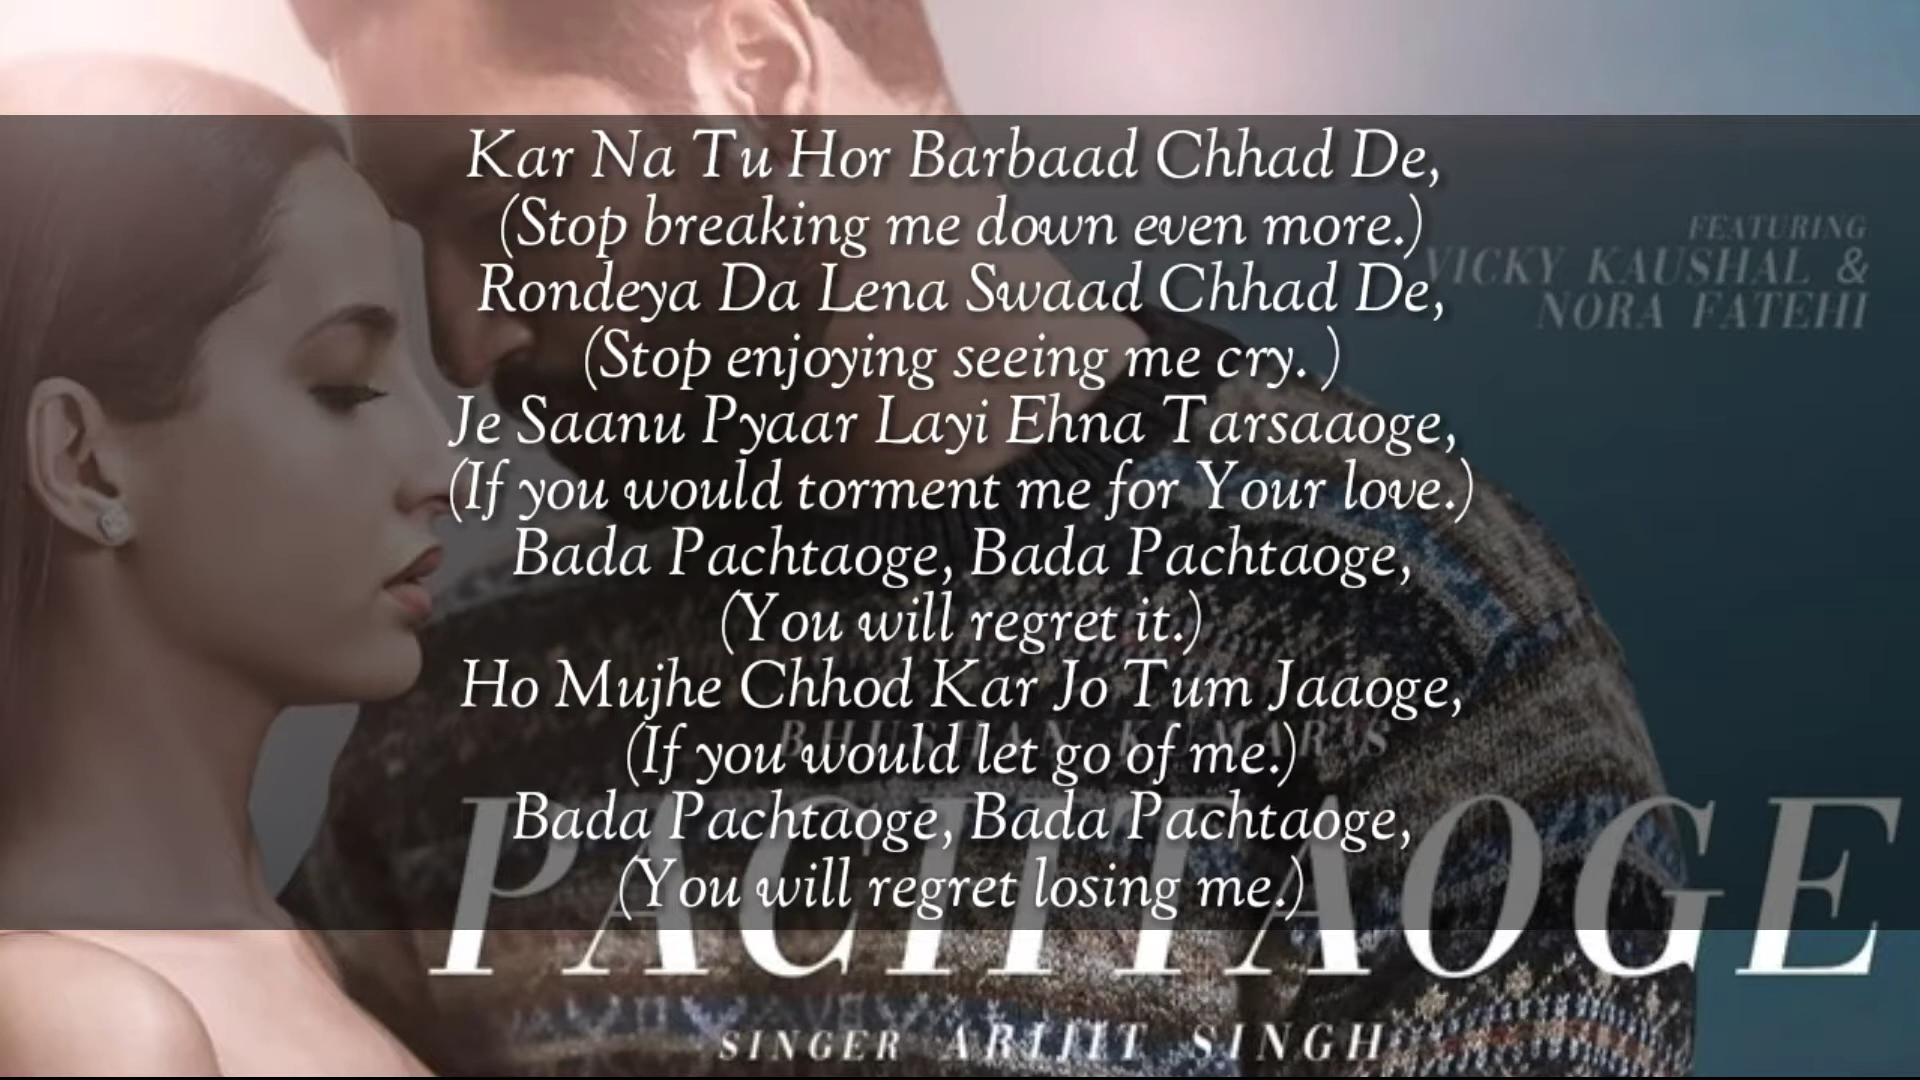 Kar Na Tu Hor Barbaad Chhad De,
(Stop breaking me down even more.)
FEATURING
VICKY KAUSHAL &
NORA FATEHI
Rondeya Da Lena Swaad Chhad De,
(Stop enjoying seeing me cry. )
Je Saanu Pyaar Layi Ehna Tarsaaoge,
(If you would torment me for Your love.)
Bada Pachtaoge, Bada Pachtaoge,
(You will regret it.)
Ho Mujhe Chhod Kar Jo Tum Jaaoge,
BHUSHAN KUMAR'S
(If you would let go of me.)
Bada Pachtaoge, Bada Pachtaoge,
(You will regret losing me.)
PACHTAOGE
SINGER ARIJIT SINGH